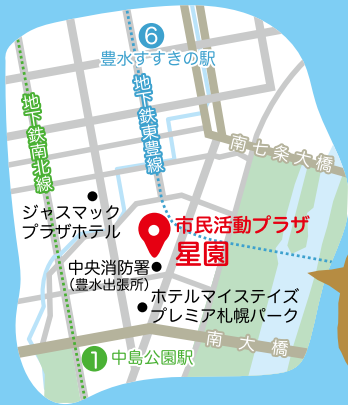 6
豊水すすきの駅
地下鉄東豊線
地下鉄南北線
南七条大橋
ジャスマック
プラザホテル
市民活動プラザ
星園
中央消防署
（豊水出張所）
ホテルマイステイズ
プレミア札幌パーク
南大橋
1 中島公園駅